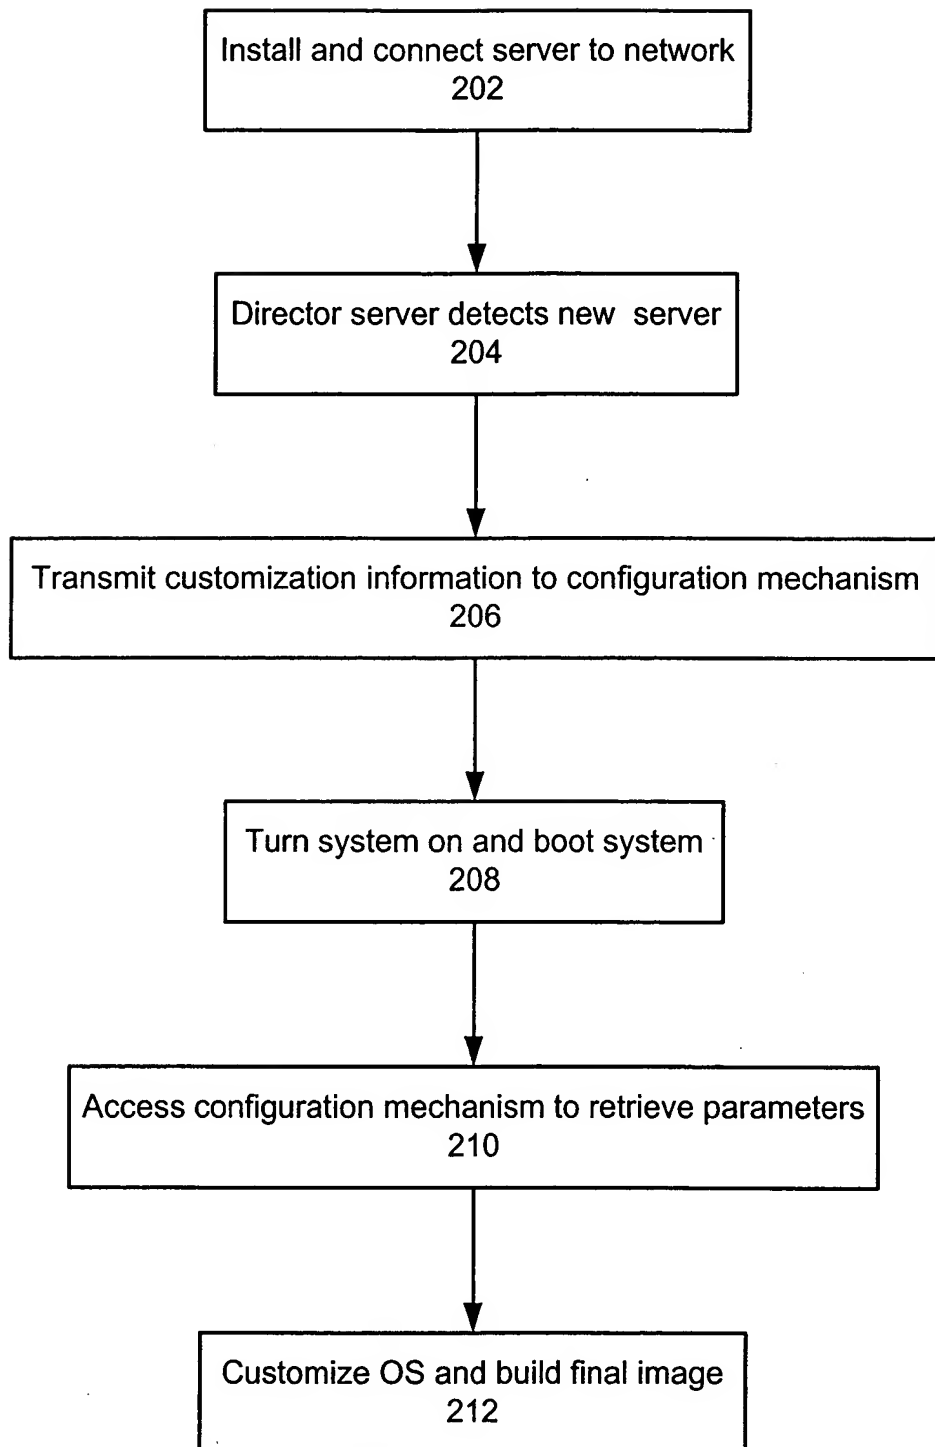 Install and connect server to network
202
Director server detects new server
204
Transmit customization information to configuration mechanism
206
Turn system on and boot system
208
Access configuration mechanism to retrieve parameters
210
Customize OS and build final image
212